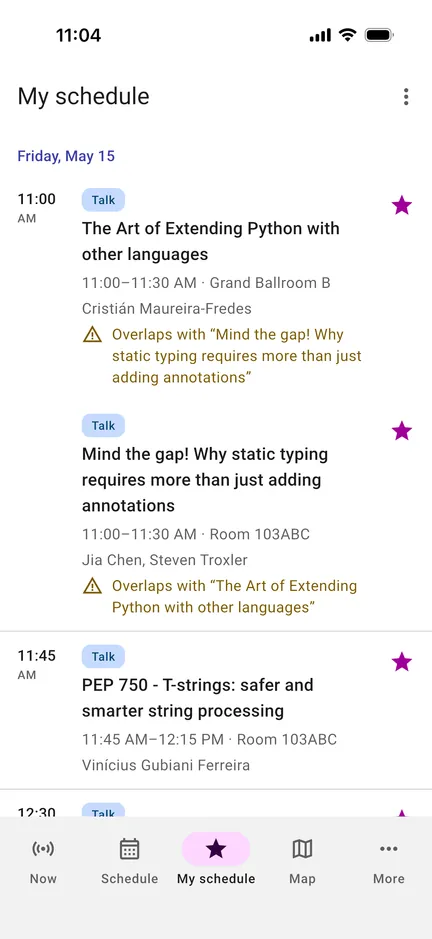 11:04
My schedule
Friday, May 15
11:00
AM
Talk
The Art of Extending Python with
other languages
11:00–11:30 AM · Grand Ballroom B
Cristián Maureira-Fredes
Overlaps with “Mind the gap! Why
static typing requires more than just
adding annotations”
Talk
Mind the gap! Why static typing
requires more than just adding
annotations
11:00–11:30 AM · Room 103ABC
Jia Chen, Steven Troxler
Overlaps with “The Art of Extending
Python with other languages”
11:45
AM
Talk
PEP 750 - T-strings: safer and
smarter string processing
11:45 AM–12:15 PM · Room 103ABC
Vinícius Gubiani Ferreira
12:30
Talk
Now
Schedule
My schedule
Map
More